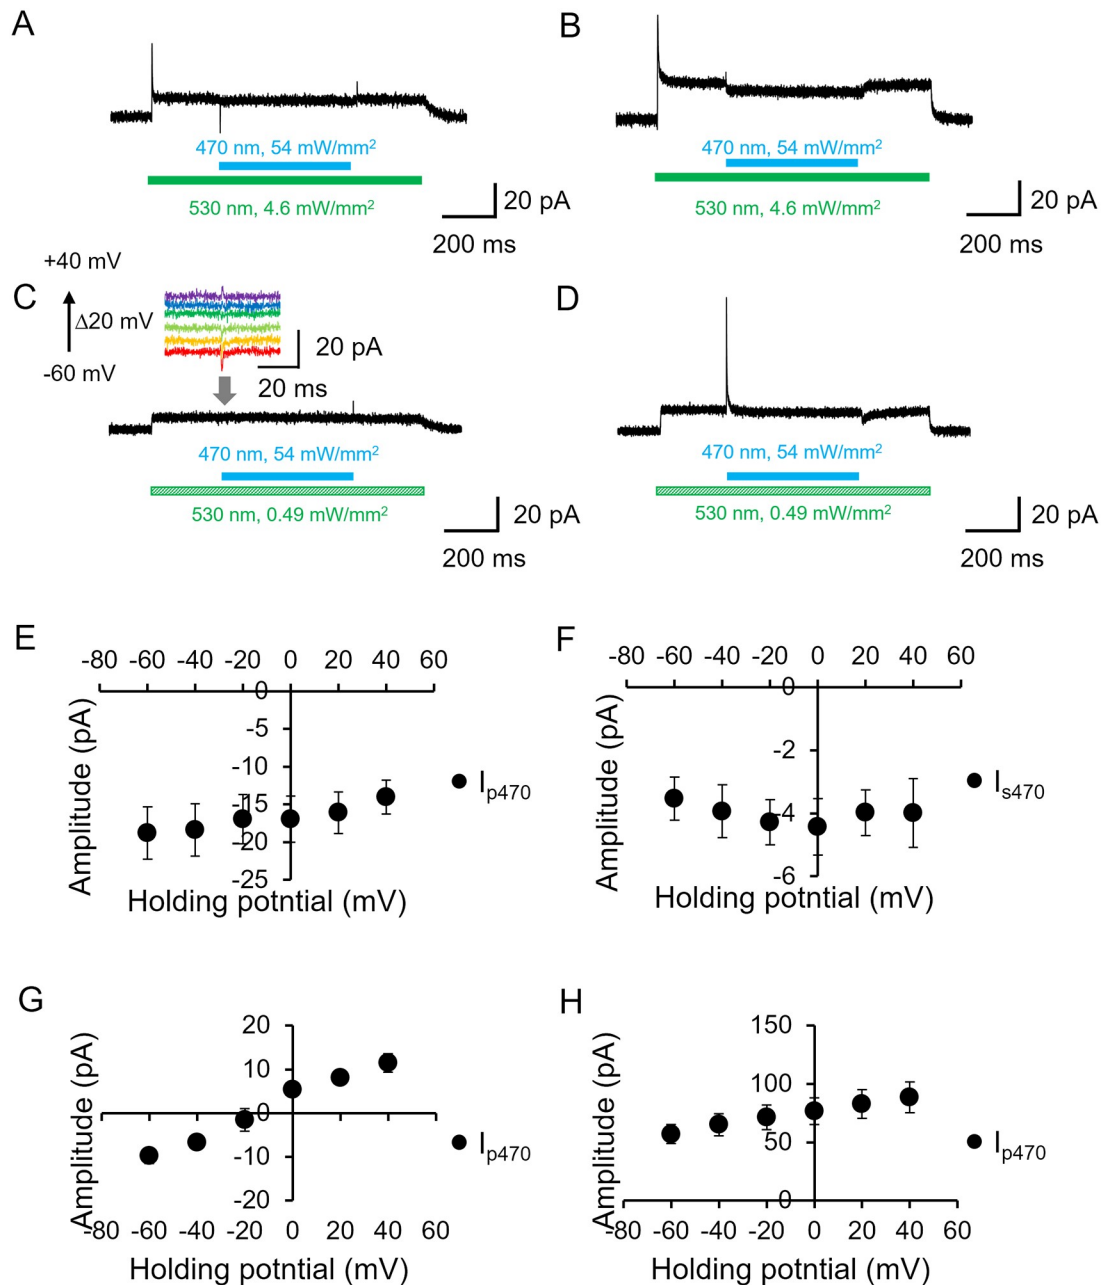 A
470 nm, 54 mW/mm²
530 nm, 4.6 mW/mm²
20 pA
200 ms
B
470 nm, 54 mW/mm²
530 nm, 4.6 mW/mm²
20 pA
200 ms
C
+40 mV
Δ20 mV
-60 mV
20 pA
20 ms
470 nm, 54 mW/mm²
530 nm, 0.49 mW/mm²
20 pA
200 ms
D
470 nm, 54 mW/mm²
530 nm, 0.49 mW/mm²
20 pA
200 ms
E
-80 -60 -40 -20 0 20 40 60
0
-5
-10
-15
-20
-25
Amplitude (pA)
Ip470
Holding potntial (mV)
F
-80 -60 -40 -20 0 20 40 60
0
-2
-4
-6
Amplitude (pA)
Is470
Holding potntial (mV)
G
20
10
0
-10
-20
Amplitude (pA)
Ip470
-80 -60 -40 -20 0 20 40 60
Holding potntial (mV)
H
150
100
50
0
Amplitude (pA)
Ip470
-80 -60 -40 -20 0 20 40 60
Holding potntial (mV)